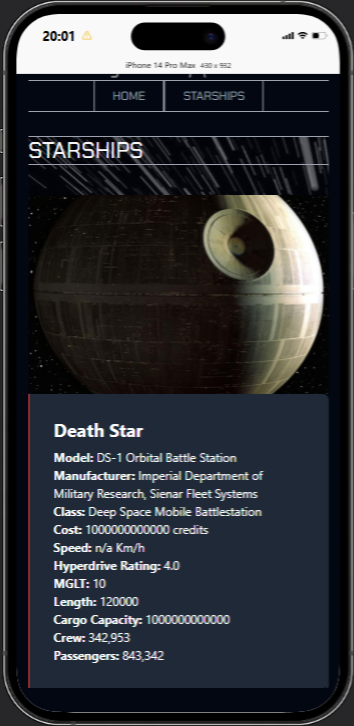 20:01
iPhone 14 Pro Max 430 x 932
HOME STARSHIPS
STARSHIPS
Death Star
Model: DS-1 Orbital Battle Station
Manufacturer: Imperial Department of
Military Research, Sienar Fleet Systems
Class: Deep Space Mobile Battlestation
Cost: 1000000000000 credits
Speed: n/a Km/h
Hyperdrive Rating: 4.0
MGLT: 10
Length: 120000
Cargo Capacity: 1000000000000
Crew: 342,953
Passengers: 843,342